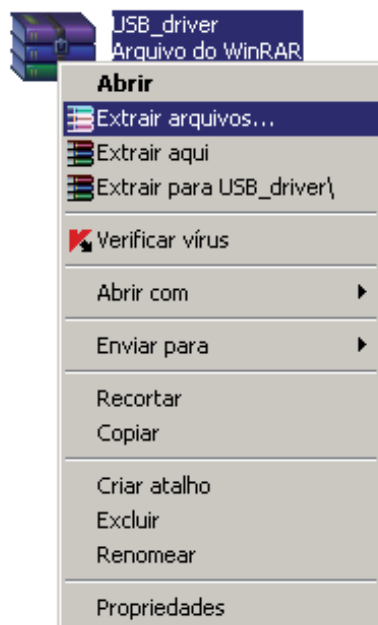 USB_driver
Arquivo do WinRAR
Abrir
Extrair arquivos...
Extrair aqui
Extrair para USB_driver\
Verificar vírus
Abrir com
Enviar para
Recortar
Copiar
Criar atalho
Excluir
Renomear
Propriedades